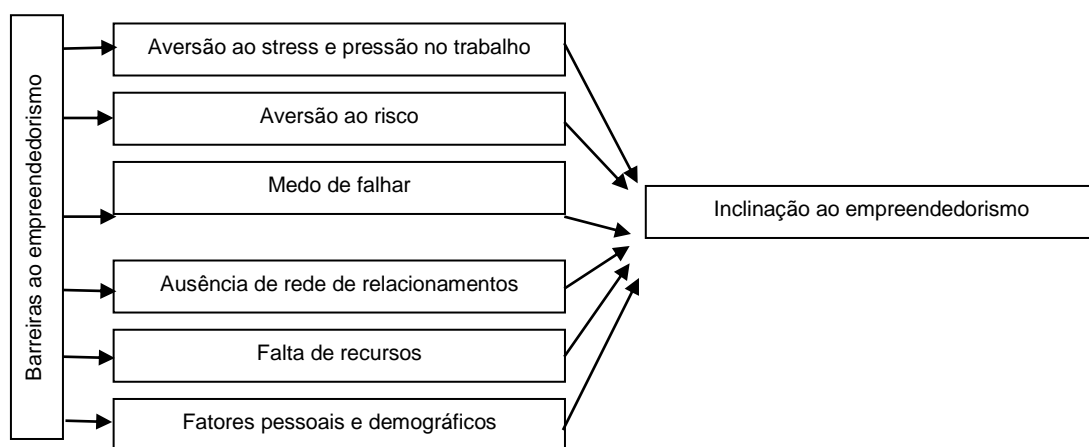 Barreiras ao empreendedorismo
Aversão ao stress e pressão no trabalho
Aversão ao risco
Medo de falhar
Ausência de rede de relacionamentos
Falta de recursos
Fatores pessoais e demográficos
Inclinação ao empreendedorismo